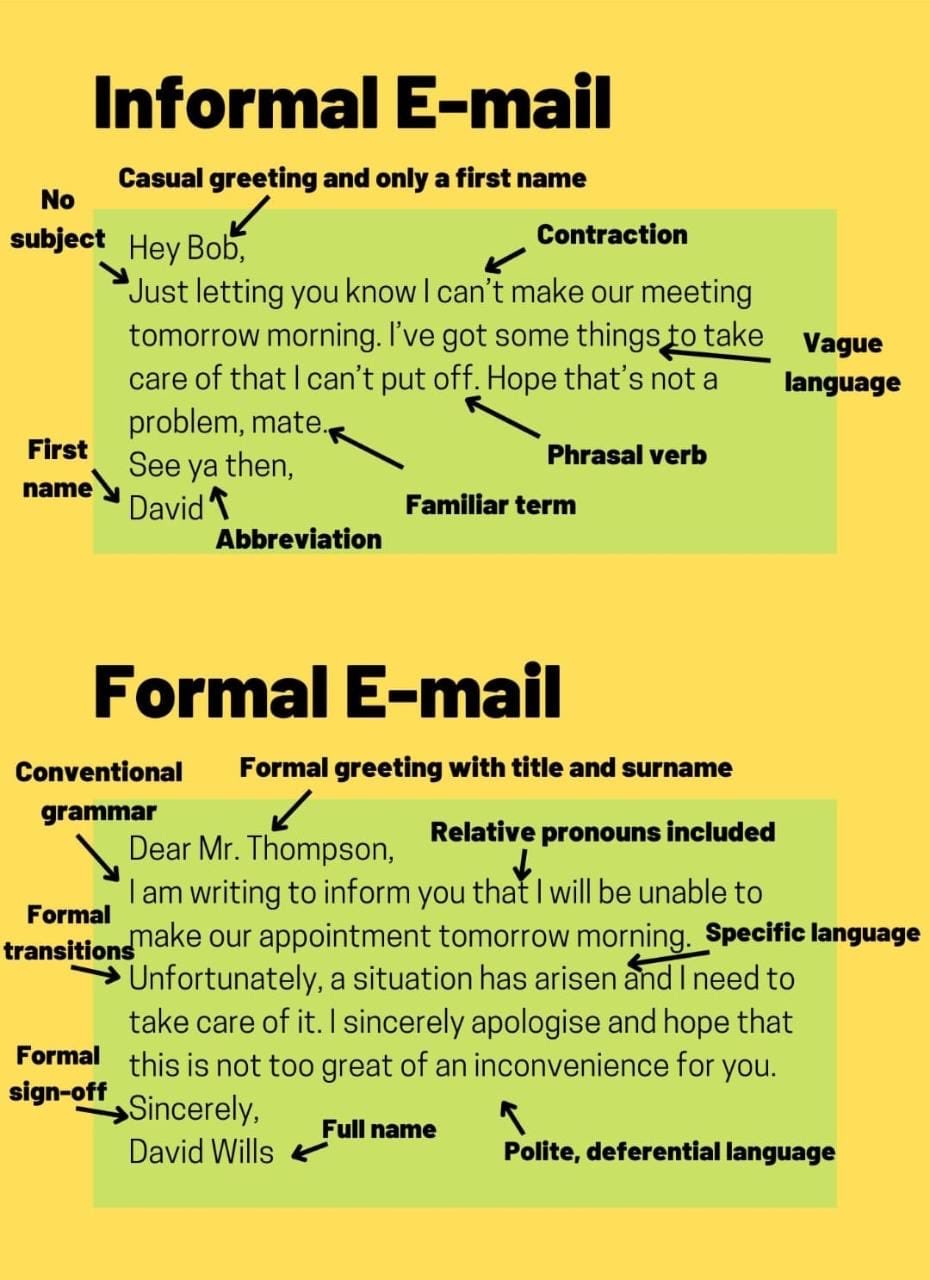 Informal E-mail
Casual greeting and only a first name
No
subject
Hey Bob,
Contraction
Just letting you know I can't make our meeting
tomorrow morning. I've got some things to take
Vague
language
care of that I can't put off. Hope that's not a
problem, mate.
First
name
Phrasal verb
See ya then,
Familiar term
David
Abbreviation
Formal E-mail
Conventional
grammar
Formal greeting with title and surname
Relative pronouns included
Dear Mr. Thompson,
I am writing to inform you that I will be unable to
Formal
transitions
make our appointment tomorrow morning.
Specific language
Unfortunately, a situation has arisen and I need to
take care of it. I sincerely apologise and hope that
this is not too great of an inconvenience for you.
Formal
sign-off
Sincerely,
Full name
David Wills
Polite, deferential language